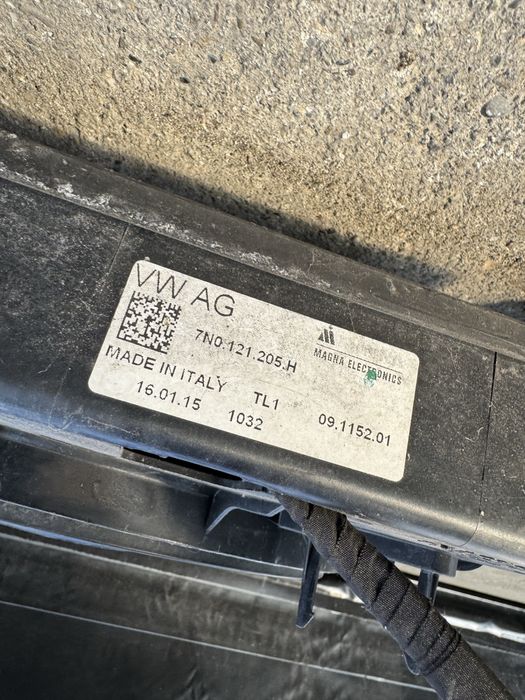 VW AG
7N0.121.205.H
MAGNA ELECTRONICS
MADE IN ITALY TL1
16.01.15 1032 09.1152.01